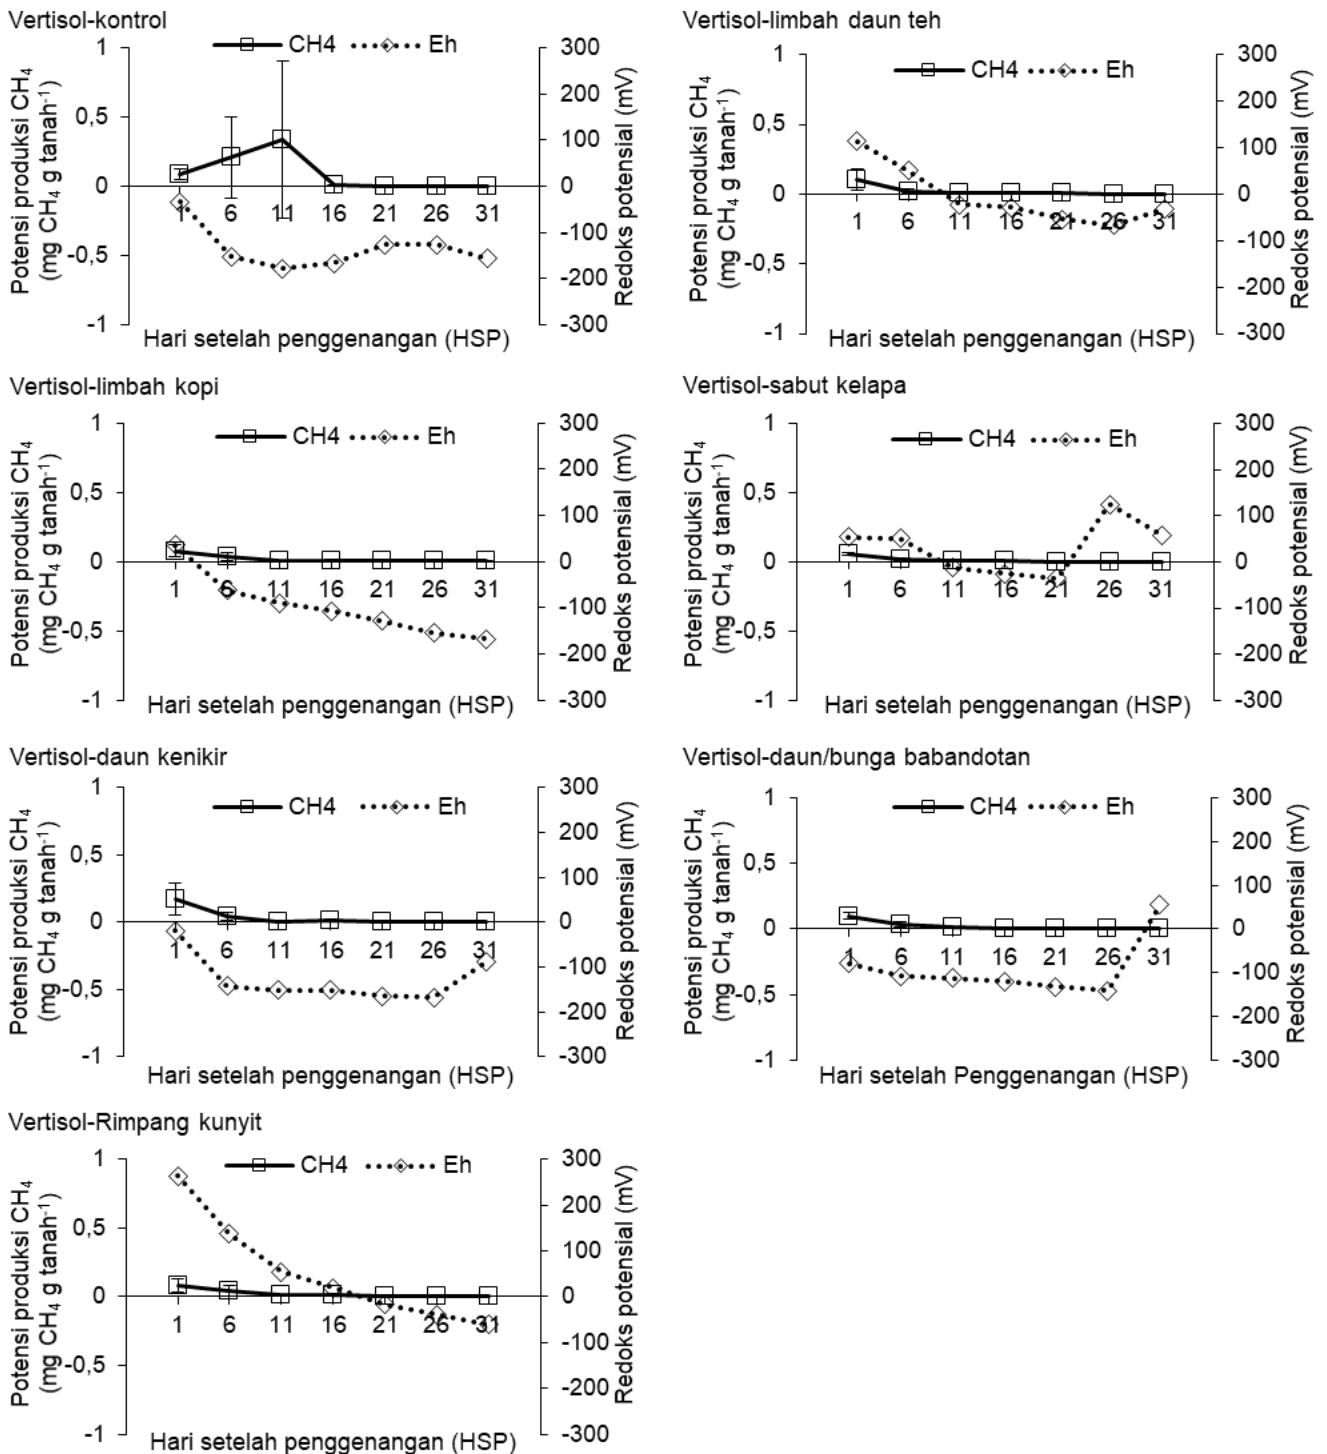 Vertisol-kontrol
CH4 Eh
Potensi produksi CH₄
(mg CH₄ g tanah⁻¹)
1
0,5
0
-0,5
-1
300
200
100
0
-100
-200
-300
Redoks potensial (mV)
1 6 11 16 21 26 31
Hari setelah penggenangan (HSP)
Vertisol-limbah daun teh
CH4 Eh
Potensi produksi CH₄
(mg CH₄ g tanah⁻¹)
1
0,5
0
-0,5
-1
300
200
100
0
-100
-200
-300
Redoks potensial (mV)
1 6 11 16 21 26 31
Hari setelah penggenangan (HSP)
Vertisol-limbah kopi
CH4 Eh
Potensi produksi CH₄
(mg CH₄ g tanah⁻¹)
1
0,5
0
-0,5
-1
300
200
100
0
-100
-200
-300
Redoks potensial (mV)
1 6 11 16 21 26 31
Hari setelah penggenangan (HSP)
Vertisol-sabut kelapa
CH4 Eh
Potensi produksi CH₄
(mg CH₄ g tanah⁻¹)
1
0,5
0
-0,5
-1
300
200
100
0
-100
-200
-300
Redoks potensial (mV)
1 6 11 16 21 26 31
Hari setelah penggenangan (HSP)
Vertisol-daun kenikir
CH4 Eh
Potensi produksi CH₄
(mg CH₄ g tanah⁻¹)
1
0,5
0
-0,5
-1
300
200
100
0
-100
-200
-300
Redoks potensial (mV)
1 6 11 16 21 26 31
Hari setelah penggenangan (HSP)
Vertisol-daun/bunga babandotan
CH4 Eh
Potensi produksi CH₄
(mg CH₄ g tanah⁻¹)
1
0,5
0
-0,5
-1
300
200
100
0
-100
-200
-300
Redoks potensial (mV)
1 6 11 16 21 26 31
Hari setelah Penggenangan (HSP)
Vertisol-Rimpang kunyit
CH4 Eh
Potensi produksi CH₄
(mg CH₄ g tanah⁻¹)
1
0,5
0
-0,5
-1
300
200
100
0
-100
-200
-300
Redoks potensial (mV)
1 6 11 16 21 26 31
Hari setelah penggenangan (HSP)